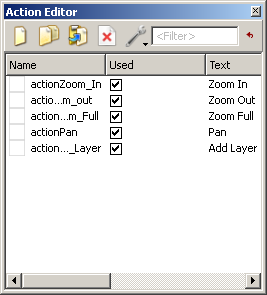 Action Editor
<Filter>
Name Used Text
actionZoom_In Zoom In
actio...m_out Zoom Out
action...m_Full Zoom Full
actionPan Pan
action..._Layer Add Layer